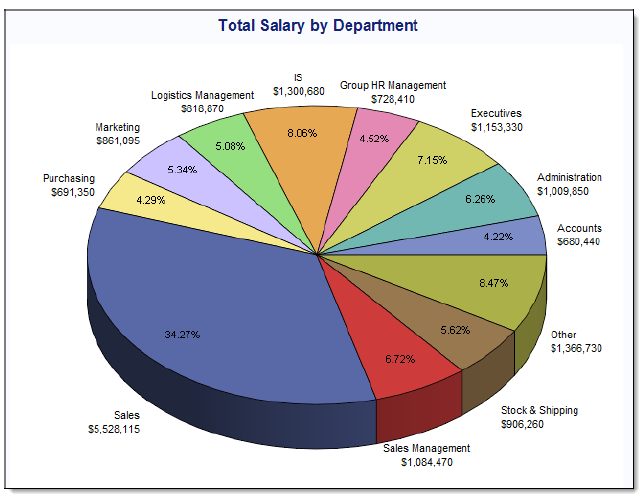 Total Salary by Department
IS
$1,300,680
Group HR Management
$728,410
Logistics Management
$818,870
Executives
$1,153,330
Marketing
$861,095
Purchasing
$691,350
Administration
$1,009,850
Accounts
$680,440
8.06%
4.52%
5.08%
7.15%
5.34%
6.26%
4.29%
4.22%
8.47%
34.27%
5.62%
6.72%
Other
$1,366,730
Stock & Shipping
$906,260
Sales
$5,528,115
Sales Management
$1,084,470